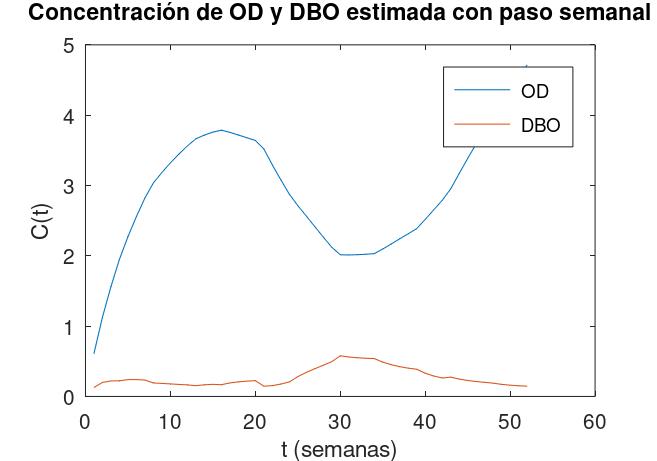 Concentración de OD y DBO estimada con paso semanal
5
4
3
2
1
0
C(t)
OD
DBO
0 10 20 30 40 50 60
t (semanas)